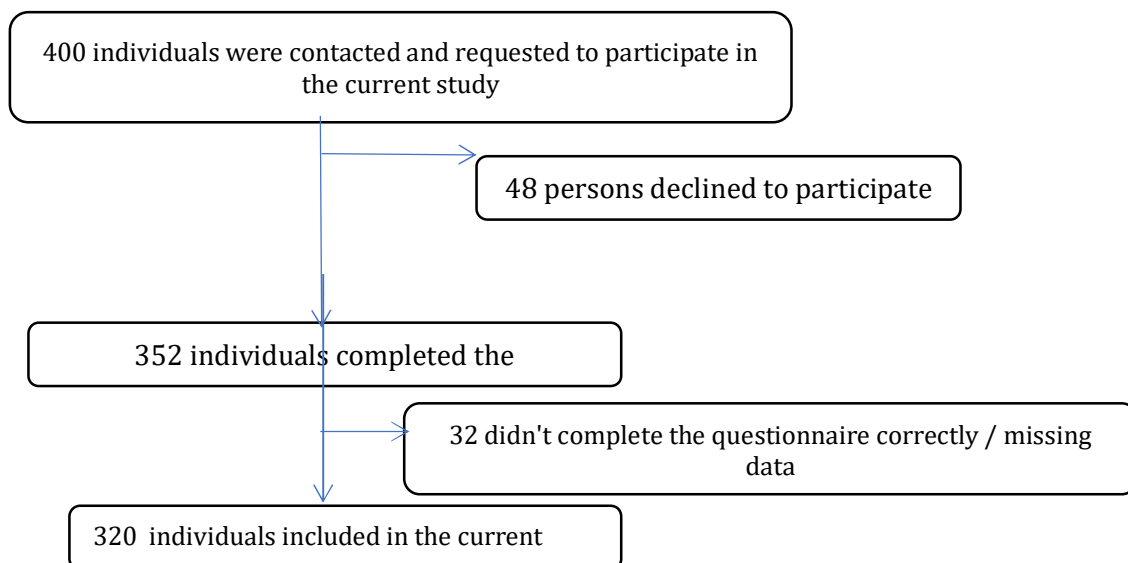 400 individuals were contacted and requested to participate in
the current study
48 persons declined to participate
352 individuals completed the
32 didn't complete the questionnaire correctly / missing
data
320 individuals included in the current